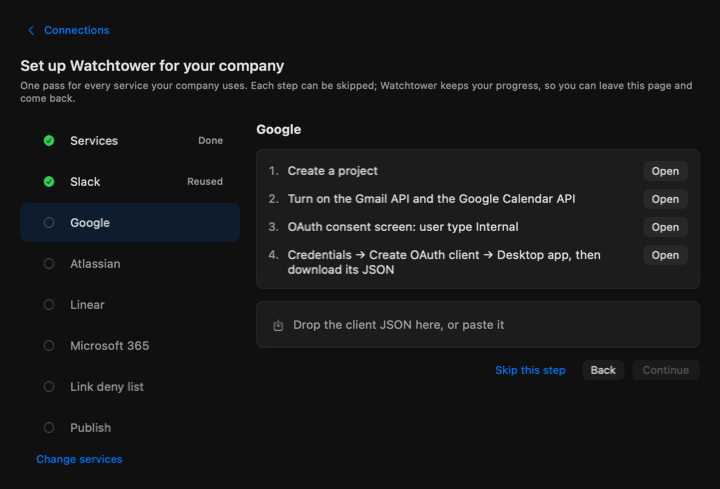 Connections
Set up Watchtower for your company
One pass for every service your company uses. Each step can be skipped; Watchtower keeps your progress, so you can leave this page and
come back.
Services
Done
Slack
Reused
Google
Atlassian
Linear
Microsoft 365
Link deny list
Publish
Change services
Google
1. Create a project
Open
2. Turn on the Gmail API and the Google Calendar API
Open
3. OAuth consent screen: user type Internal
Open
4. Credentials → Create OAuth client → Desktop app, then
download its JSON
Open
Drop the client JSON here, or paste it
Skip this step
Back
Continue